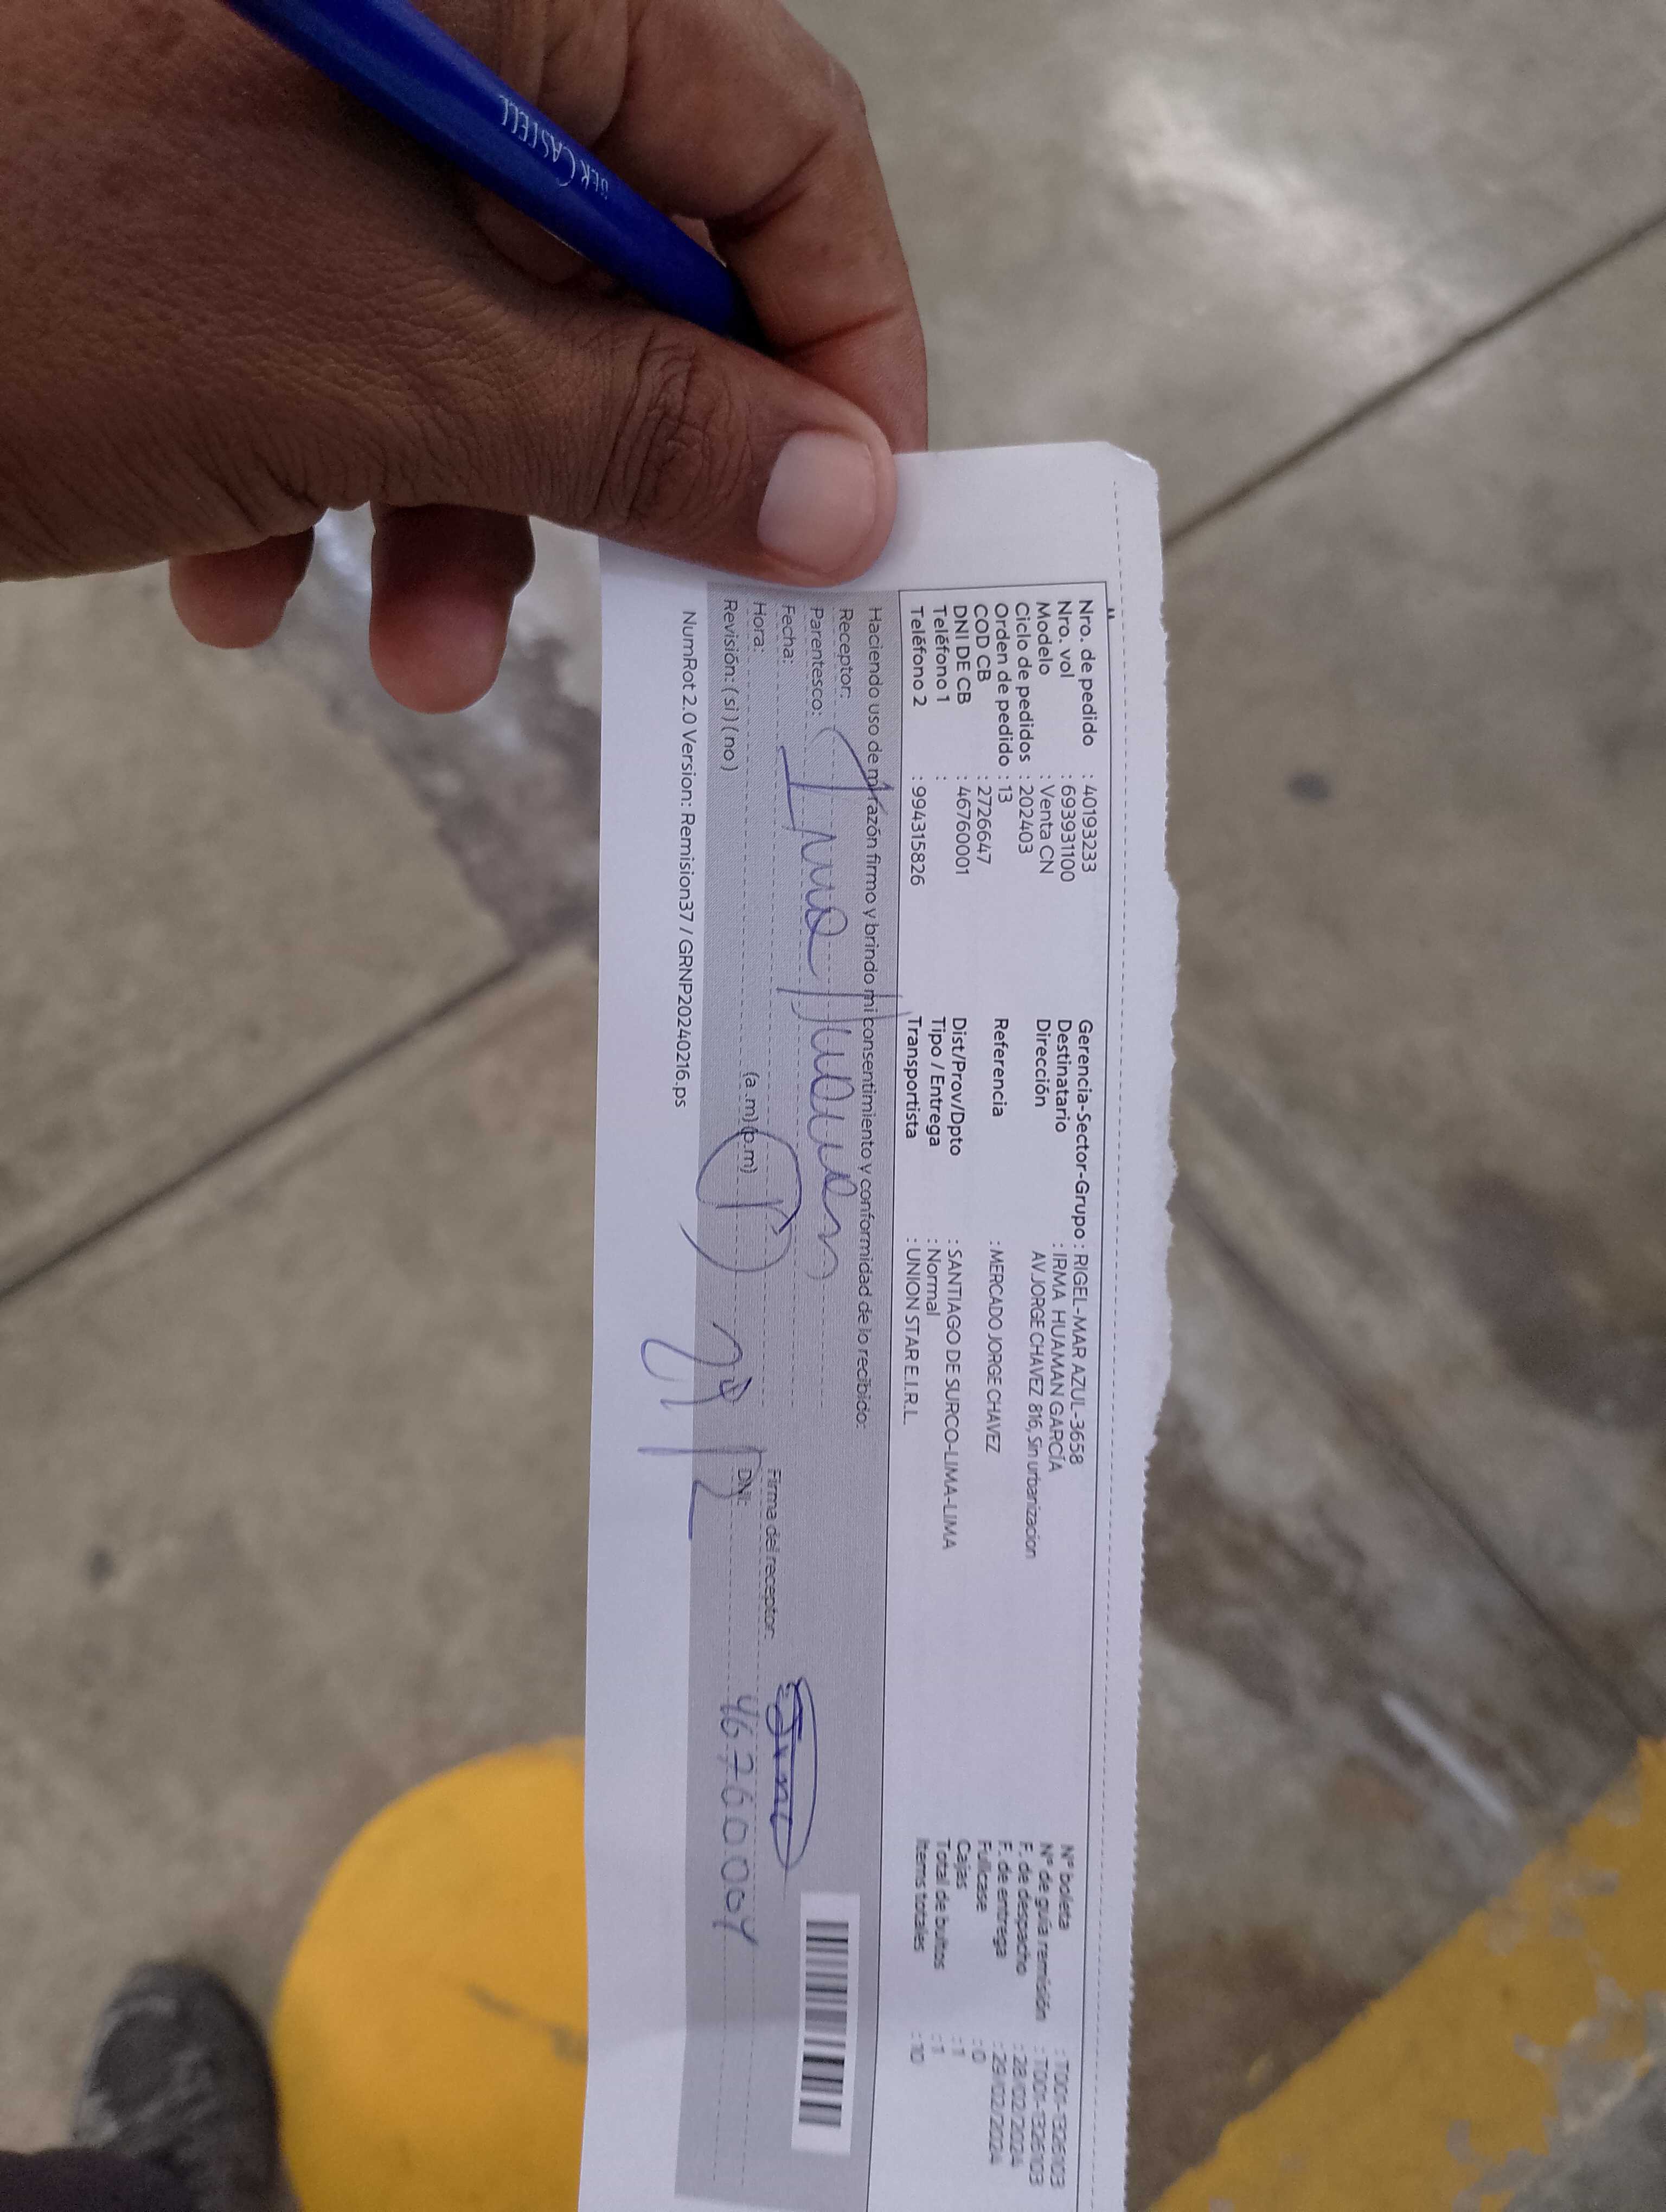 BER CASTELL
Nro. de pedido : 40193233
Nro. vol : 693931100
Modelo : Venta CN
Ciclo de pedidos : 202403
Orden de pedido : 13
COD CB : 2726647
DNI DE CB : 46760001
Teléfono 1 :
Teléfono 2 : 994315826
Gerencia-Sector-Grupo : RIGEL-MAR AZUL-3658
Destinatario : IRMA HUAMAN GARCÍA
Dirección AV JORGE CHAVEZ 816, Sin urbanizacion
Referencia : MERCADO JORGE CHAVEZ
Dist/Prov/Dpto : SANTIAGO DE SURCO-LIMA-LIMA
Tipo / Entrega : Normal
Transportista : UNION STAR E.I.R.L.
N° boleta : T001-1326103
N° de guía remisión : T001-1326103
F. de despacho : 28/02/2024
F. de entrega : 29/02/2024
Fullcase : 0
Cajas : 1
Total de bultos : 1
Items totales : 10
Haciendo uso de mi razón firmo y brindo mi consentimiento y conformidad de lo recibido:
Receptor:
Parentesco:
Fecha:
Hora: (a.m) (p.m)
Revisión: ( si ) ( no )
Firma del receptor:
DNI: 46760001
NumRot 2.0 Version: Remision37 / GRNP20240216.ps